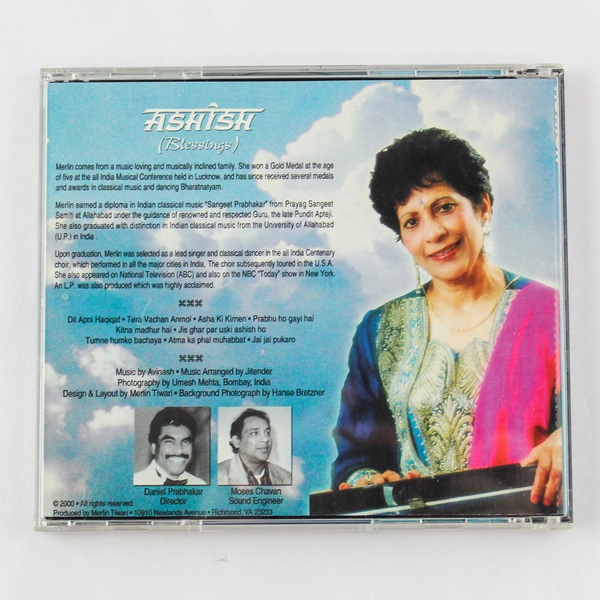 ASHISH
(Blessings)
Merlin comes from a music loving and musically inclined family. She won a Gold Medal at the age
of five at the all India Musical Conference held in Lucknow, and has since received several medals
and awards in classical music and dancing Bharatnatyam.
Merlin earned a diploma in Indian classical music "Sangeet Prabhakar" from Prayag Sangeet
Samiti at Allahabad under the guidance of renowned and respected Guru, the late Pundit Apteji.
She also graduated with distinction in Indian classical music from the University of Allahabad
(U.P.) in India.
Upon graduation, Merlin was selected as a lead singer and classical dancer in the all India Centenary
choir, which performed in all the major cities in India. The choir subsequently toured in the U.S.A.
She also appeared on National Television (ABC) and also on the NBC "Today" show in New York.
An L.P. was also produced which was highly acclaimed.
⌘⌘⌘
Dil Apni Haqiqat • Tera Vachan Anmol • Asha Ki Kirnen • Prabhu ho gayi hai
Kitna madhur hai • Jis ghar par uski ashish ho
Tumne humko bachaya • Atma ka phal muhabbat • Jai jai pukaro
⌘⌘⌘
Music by Avinash • Music Arranged by Jitender
Photography by Umesh Mehta, Bombay, India
Design & Layout by Merlin Tiwari • Background Photograph by Hanse Bretzner
Daniel Prabhakar
Director
Moses Chavan
Sound Engineer
© 2000 • All rights reserved.
Produced by Merlin Tiwari • 10910 Newlands Avenue • Richmond, VA 23233